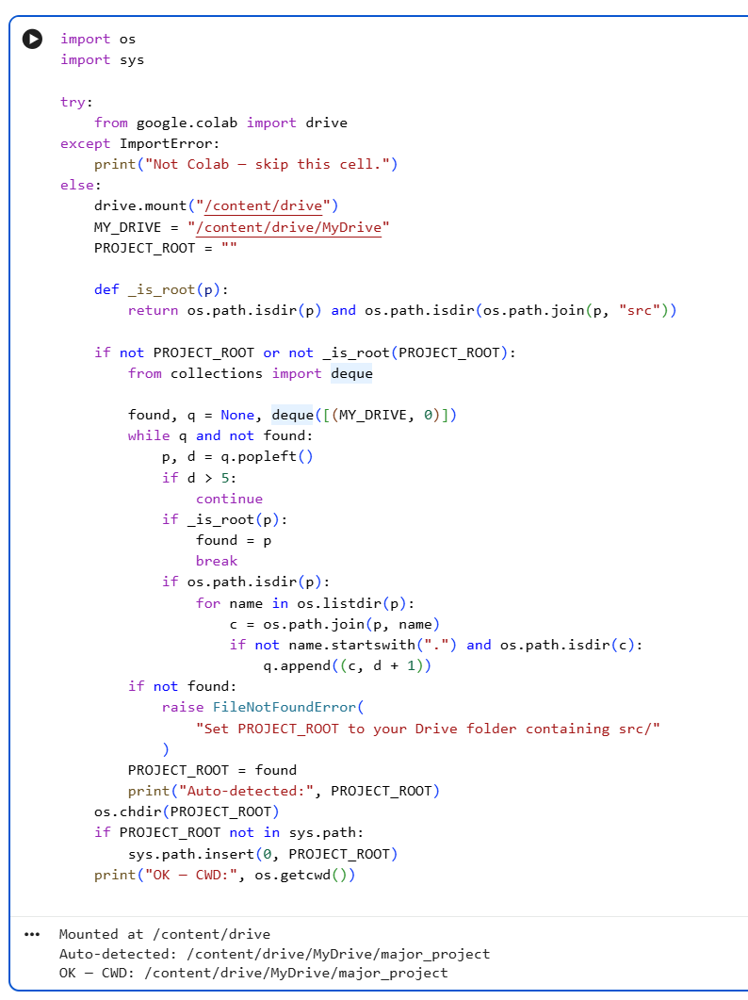 import os
import sys

try:
    from google.colab import drive
except ImportError:
    print("Not Colab — skip this cell.")
else:
    drive.mount("/content/drive")
    MY_DRIVE = "/content/drive/MyDrive"
    PROJECT_ROOT = ""

    def _is_root(p):
        return os.path.isdir(p) and os.path.isdir(os.path.join(p, "src"))

    if not PROJECT_ROOT or not _is_root(PROJECT_ROOT):
        from collections import deque

        found, q = None, deque([(MY_DRIVE, 0)])
        while q and not found:
            p, d = q.popleft()
            if d > 5:
                continue
            if _is_root(p):
                found = p
                break
            if os.path.isdir(p):
                for name in os.listdir(p):
                    c = os.path.join(p, name)
                    if not name.startswith(".") and os.path.isdir(c):
                        q.append((c, d + 1))
        if not found:
            raise FileNotFoundError(
                "Set PROJECT_ROOT to your Drive folder containing src/"
            )
        PROJECT_ROOT = found
        print("Auto-detected:", PROJECT_ROOT)
    os.chdir(PROJECT_ROOT)
    if PROJECT_ROOT not in sys.path:
        sys.path.insert(0, PROJECT_ROOT)
    print("OK — CWD:", os.getcwd())

Mounted at /content/drive
Auto-detected: /content/drive/MyDrive/major_project
OK — CWD: /content/drive/MyDrive/major_project